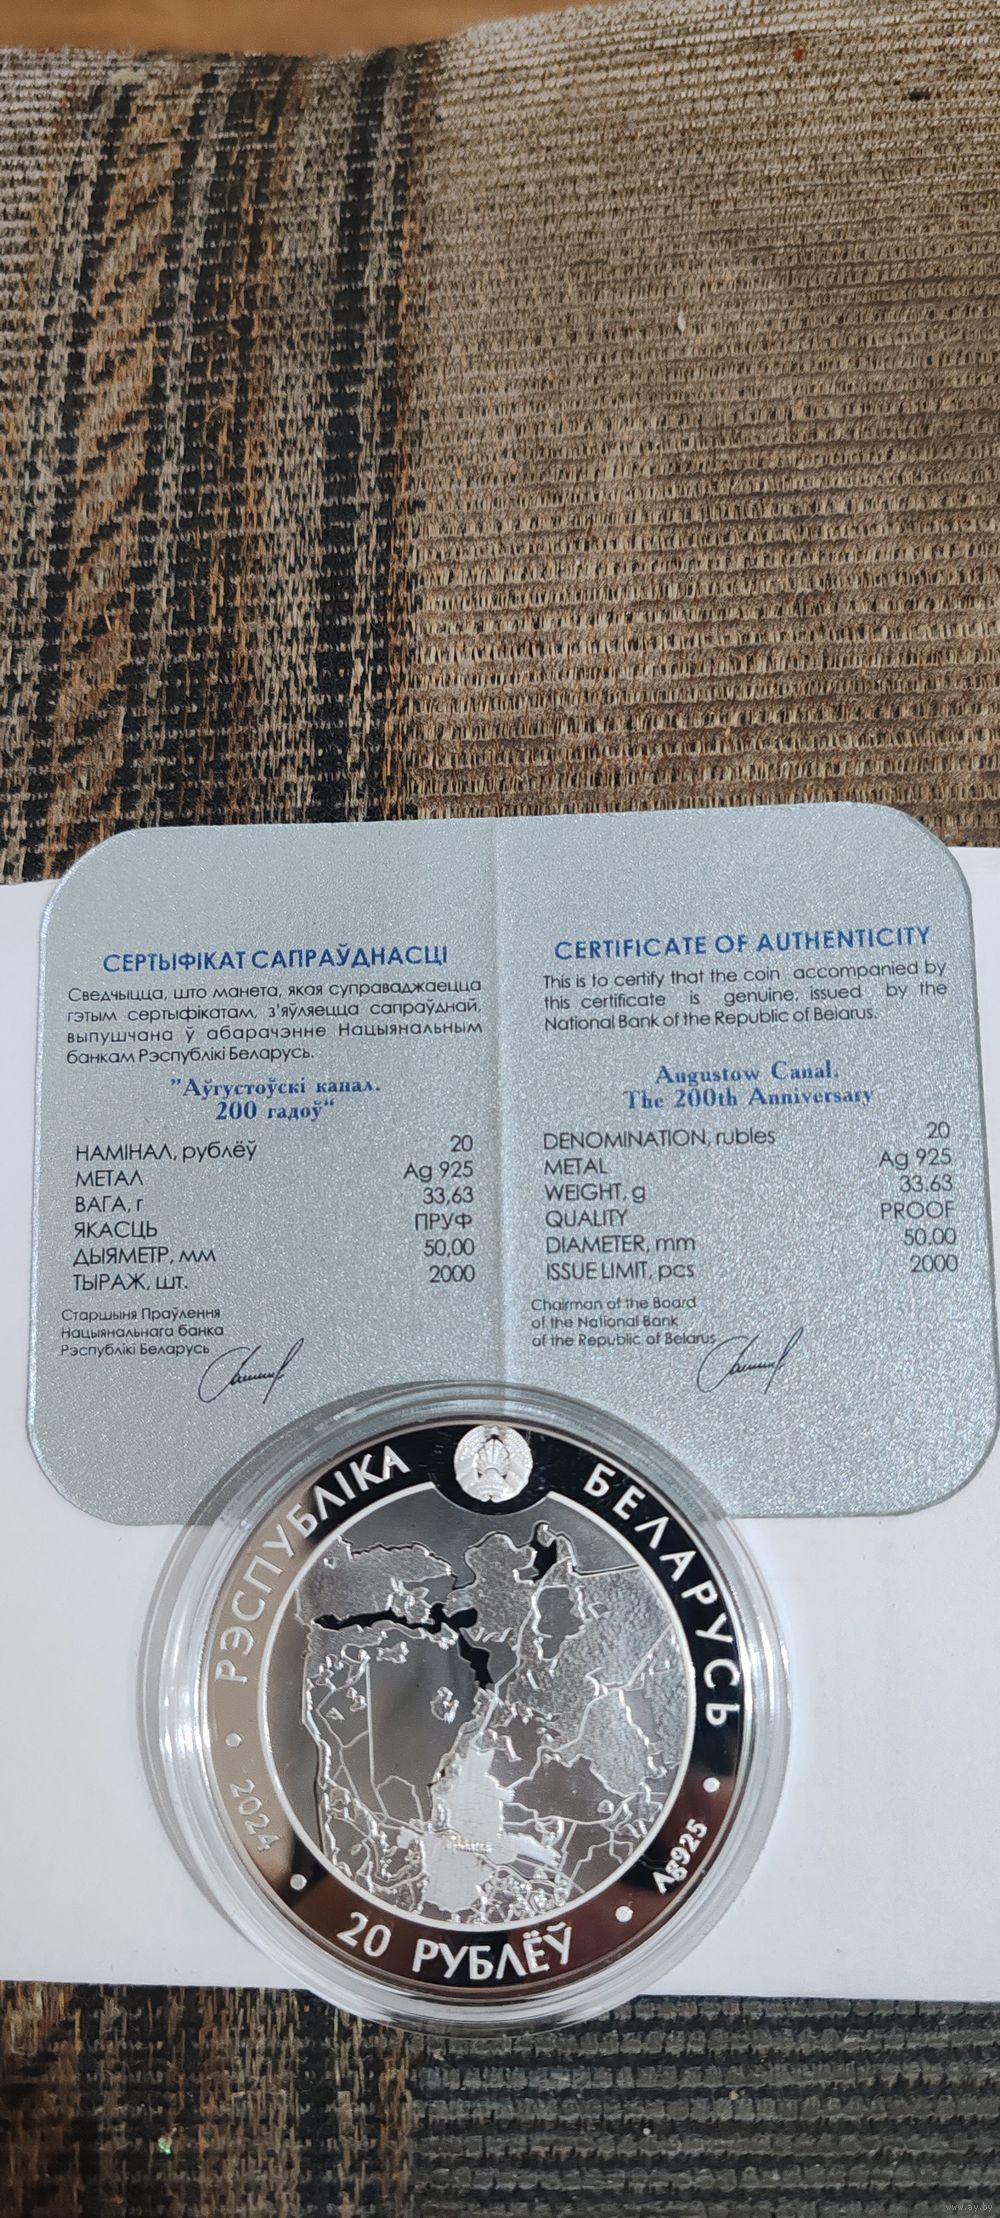 СЕРТЫФІКАТ САПРАЎДНАСЦІ
Сведчыцца, што манета, якая суправаджаецца
гэтым сертыфікатам, з'яўляецца сапраўднай,
выпушчана ў абарачэнне Нацыянальным
банкам Рэспублікі Беларусь.
"Аўгустоўскі канал.
200 гадоў"
НАМІНАЛ, рублёў 20
МЕТАЛ Ag 925
ВАГА, г 33,63
ЯКАСЦЬ ПРУФ
ДЫЯМЕТР, мм 50,00
ТЫРАЖ, шт. 2000
Старшыня Праўлення
Нацыянальнага банка
Рэспублікі Беларусь
CERTIFICATE OF AUTHENTICITY
This is to certify that the coin accompanied by
this certificate is genuine, issued by the
National Bank of the Republic of Belarus.
Augustow Canal.
The 200th Anniversary
DENOMINATION, rubles 20
METAL Ag 925
WEIGHT, g 33.63
QUALITY PROOF
DIAMETER, mm 50.00
ISSUE LIMIT, pcs 2000
Chairman of the Board
of the National Bank
of the Republic of Belarus
РЭСПУБЛІКА БЕЛАРУСЬ
2024
Ag925
20 РУБЛЁЎ
www.ay.by